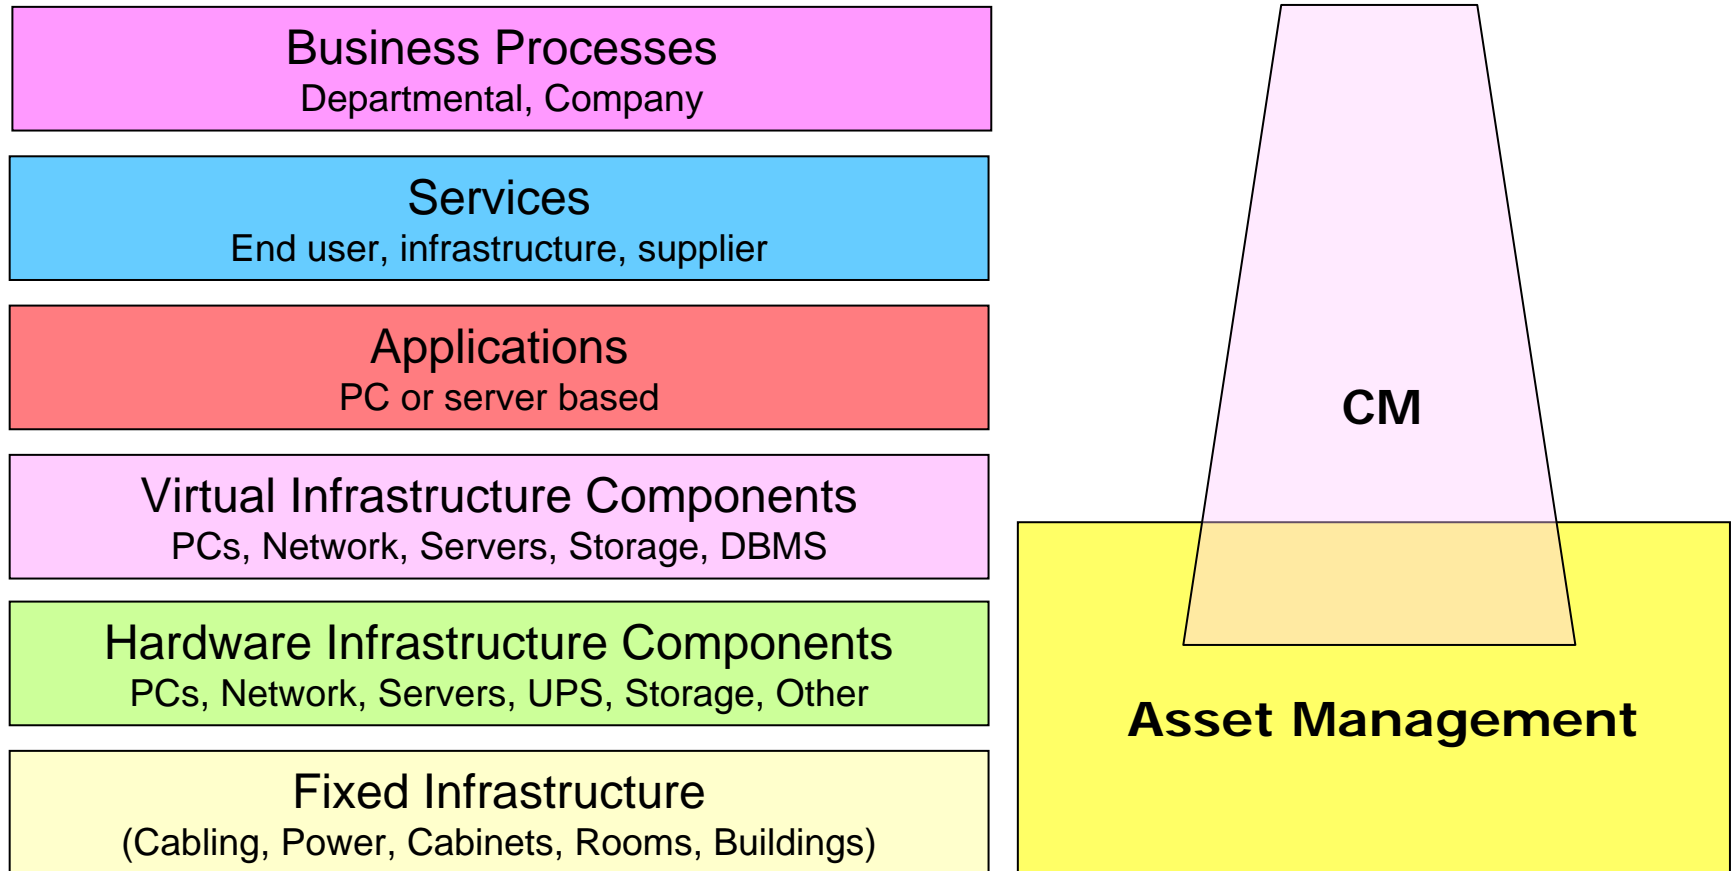 Business Processes
Departmental, Company
Services
End user, infrastructure, supplier
Applications
PC or server based
Virtual Infrastructure Components
PCs, Network, Servers, Storage, DBMS
Hardware Infrastructure Components
PCs, Network, Servers, UPS, Storage, Other
Fixed Infrastructure
(Cabling, Power, Cabinets, Rooms, Buildings)
CM
Asset Management